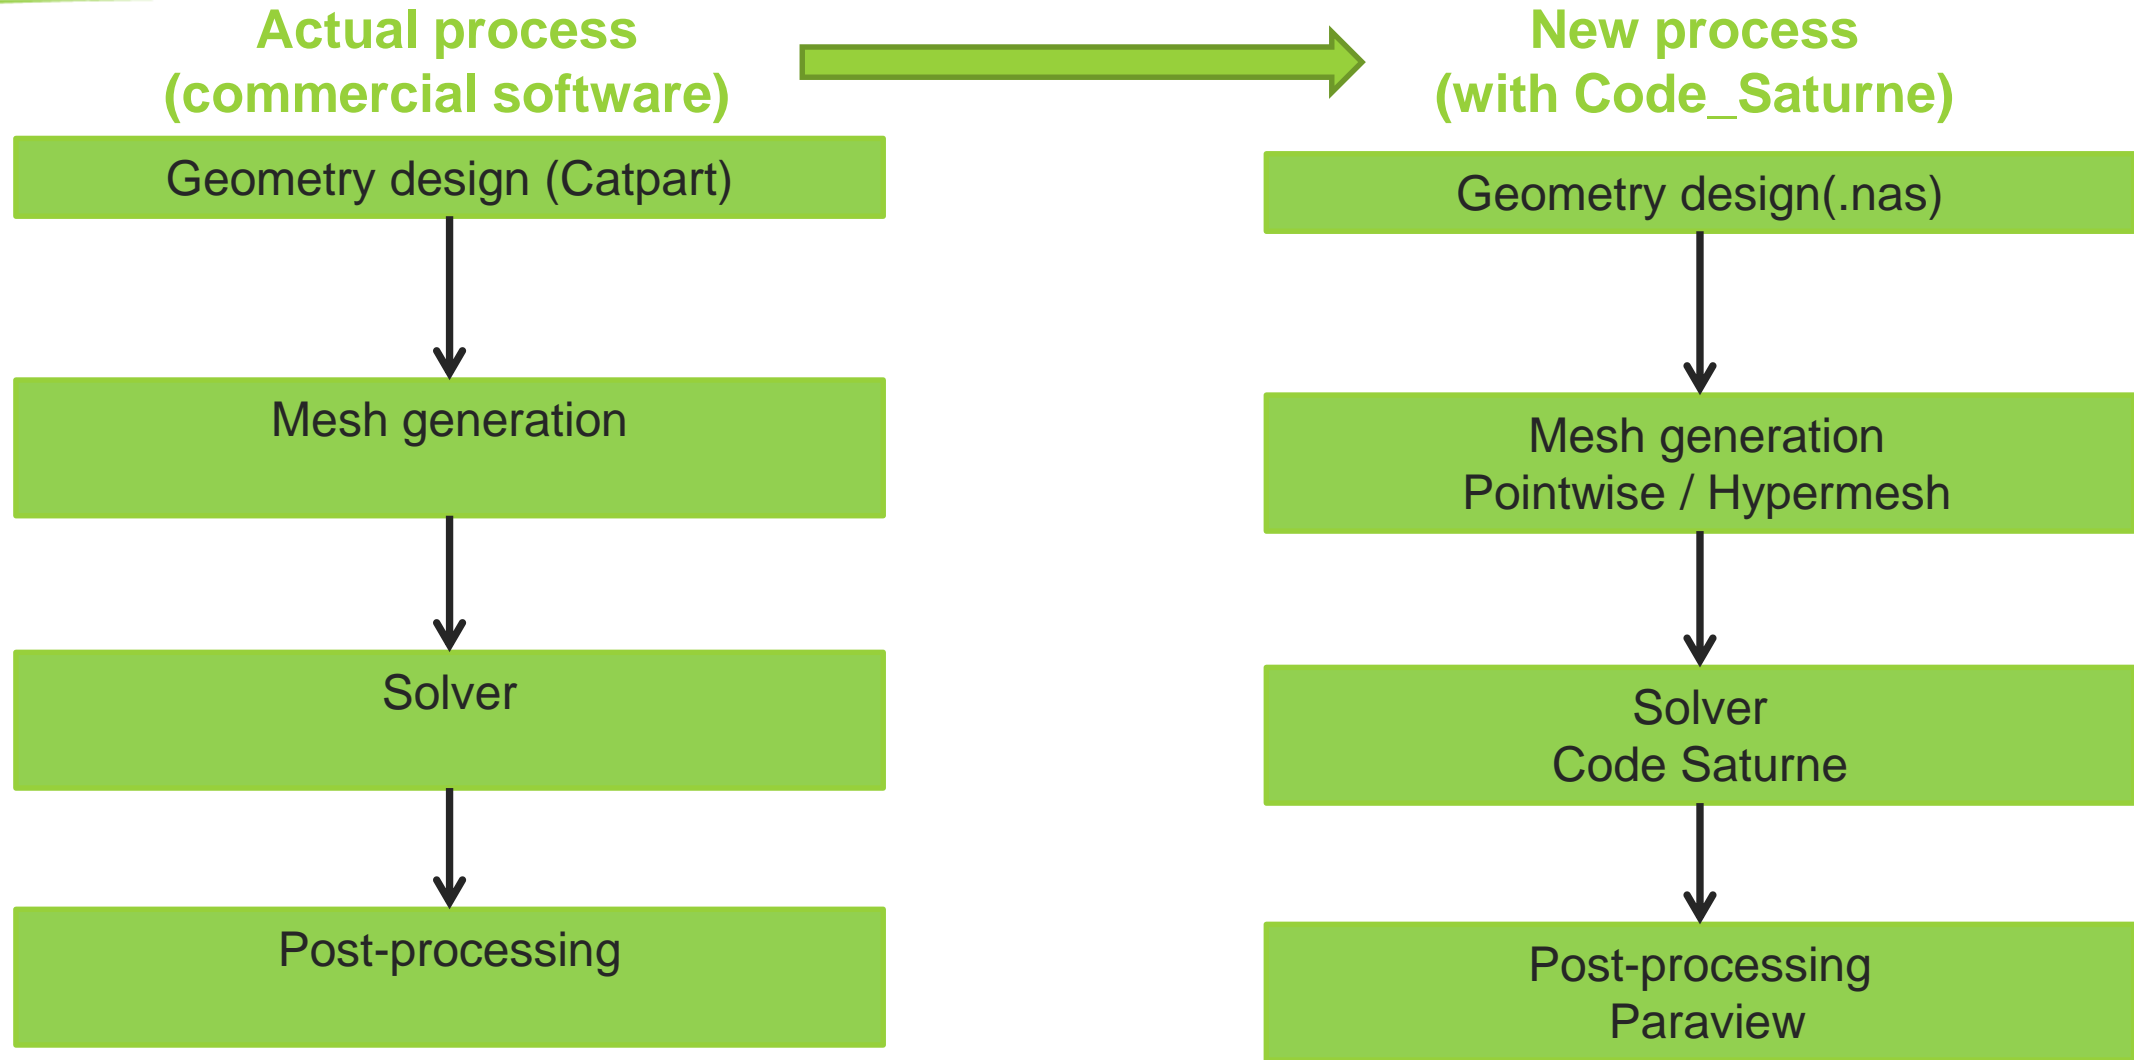 Actual process
(commercial software)
Geometry design (Catpart)
Mesh generation
Solver
Post-processing
New process
(with Code_Saturne)
Geometry design(.nas)
Mesh generation
Pointwise / Hypermesh
Solver
Code Saturne
Post-processing
Paraview